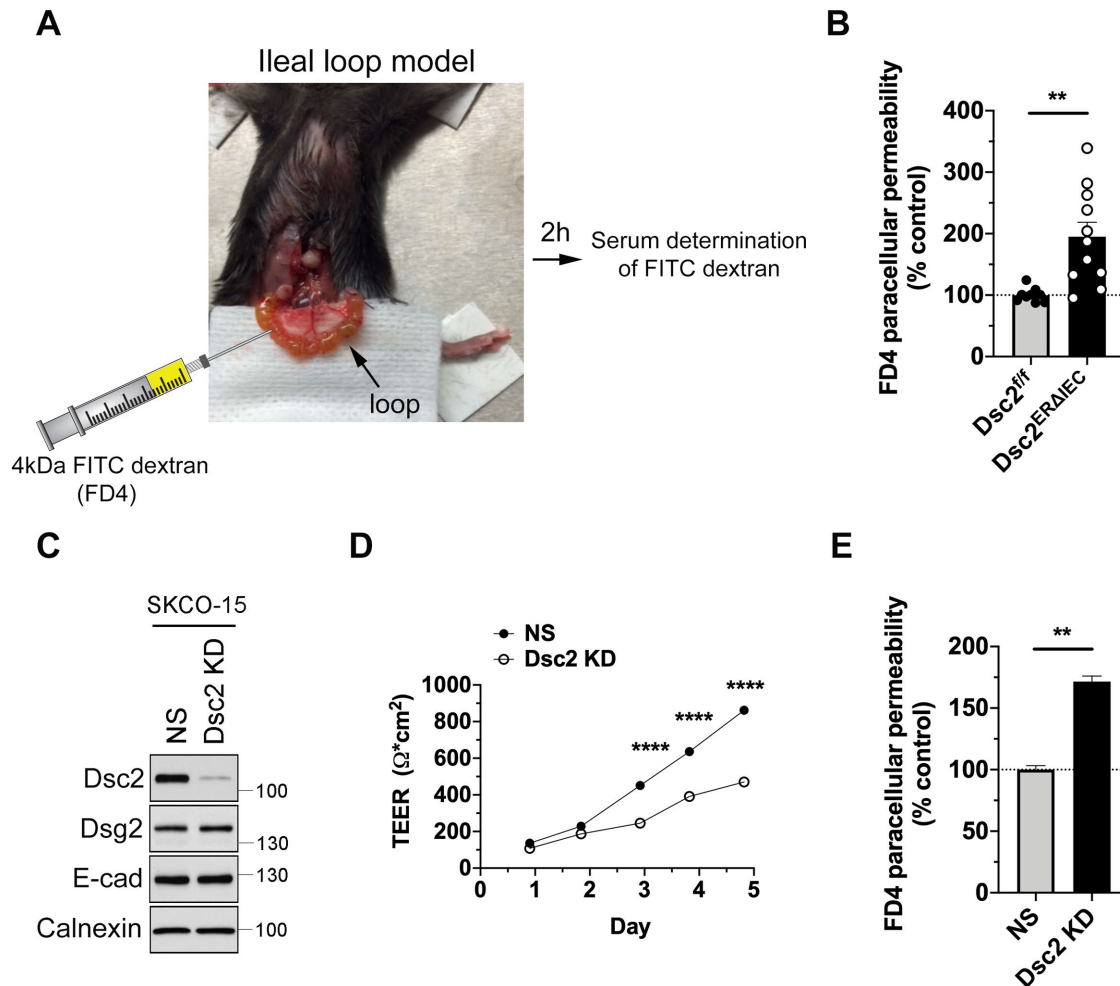 A
Ileal loop model
2h
Serum determination
of FITC dextran
loop
4kDa FITC dextran
(FD4)
B
FD4 paracellular permeability
(% control)
400
300
200
100
0
**
Dsc2f/f
Dsc2ERΔIEC
C
SKCO-15
NS
Dsc2 KD
Dsc2
100
Dsg2
130
E-cad
130
Calnexin
100
D
NS
Dsc2 KD
TEER (Ω*cm2)
1000
800
600
400
200
0
****
****
****
0 1 2 3 4 5
Day
E
FD4 paracellular permeability
(% control)
200
150
100
50
0
**
NS
Dsc2 KD